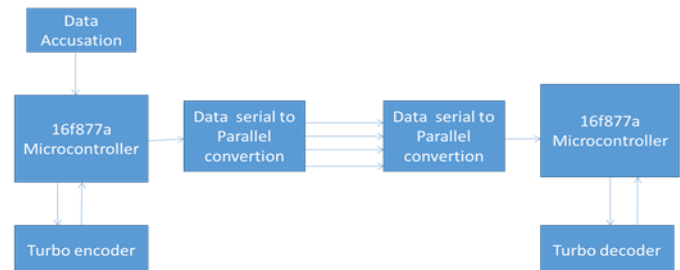 Data
Accusation
16f877a
Microcontroller
Data serial to
Parallel
convertion
Data serial to
Parallel
convertion
16f877a
Microcontroller
Turbo encoder
Turbo decoder